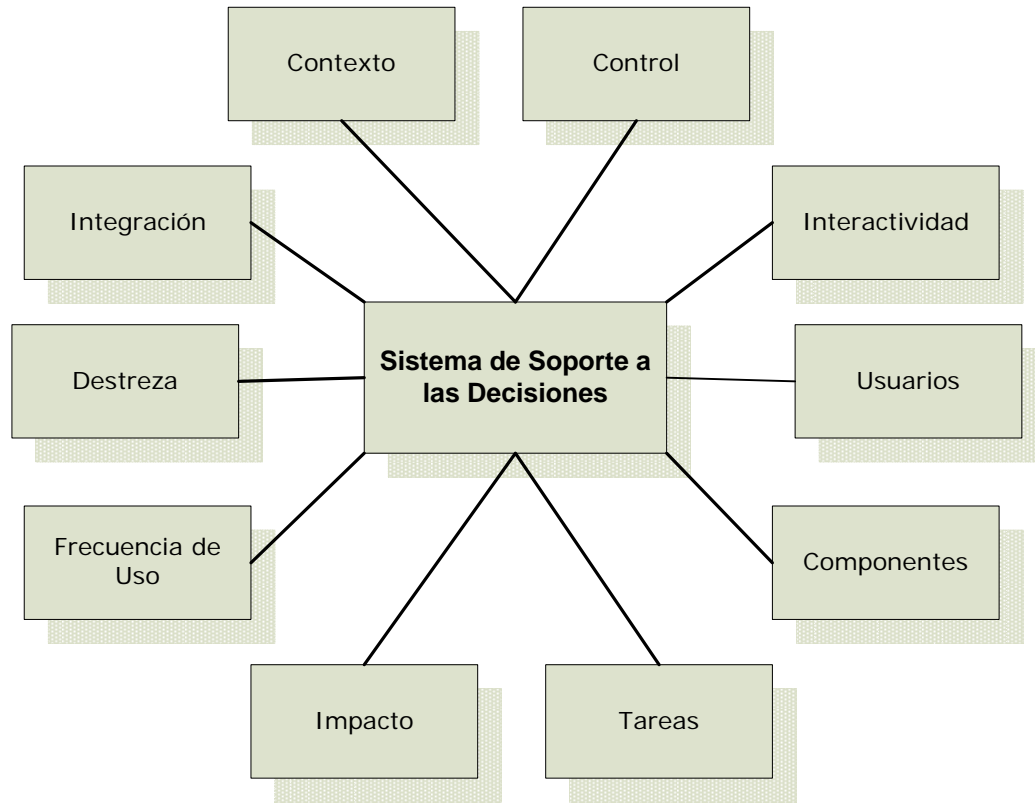 Contexto
Control
Integración
Interactividad
Sistema de Soporte a
las Decisiones
Destreza
Usuarios
Frecuencia de
Uso
Componentes
Impacto
Tareas